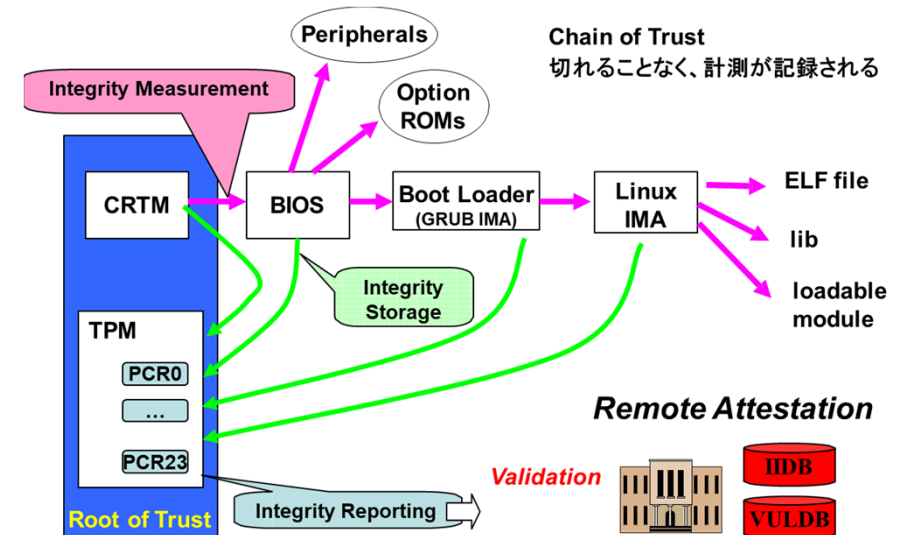 Peripherals
Chain of Trust
切れることなく、計測が記録される
Integrity Measurement
Option
ROMs
CRTM
BIOS
Boot Loader
(GRUB IMA)
Linux
IMA
ELF file
lib
loadable
module
Integrity
Storage
TPM
PCR0
...
PCR23
Root of Trust
Integrity Reporting
Remote Attestation
Validation
IIDB
VULDB